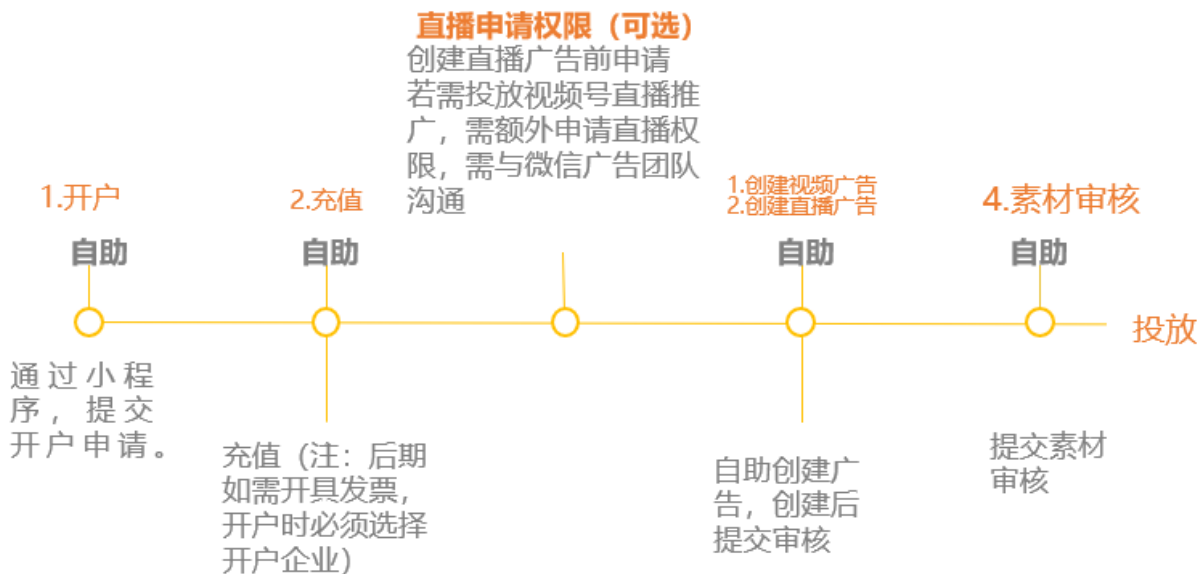 直播申请权限（可选）
创建直播广告前申请
若需投放视频号直播推
广，需额外申请直播权
限，需与微信广告团队
沟通
1.开户
自助
2.充值
自助
1.创建视频广告
2.创建直播广告
自助
4.素材审核
自助
投放
通过小程
序，提交
开户申请。
充值（注：后期
如需开具发票，
开户时必须选择
开户企业）
自助创建广
告，创建后
提交审核
提交素材
审核